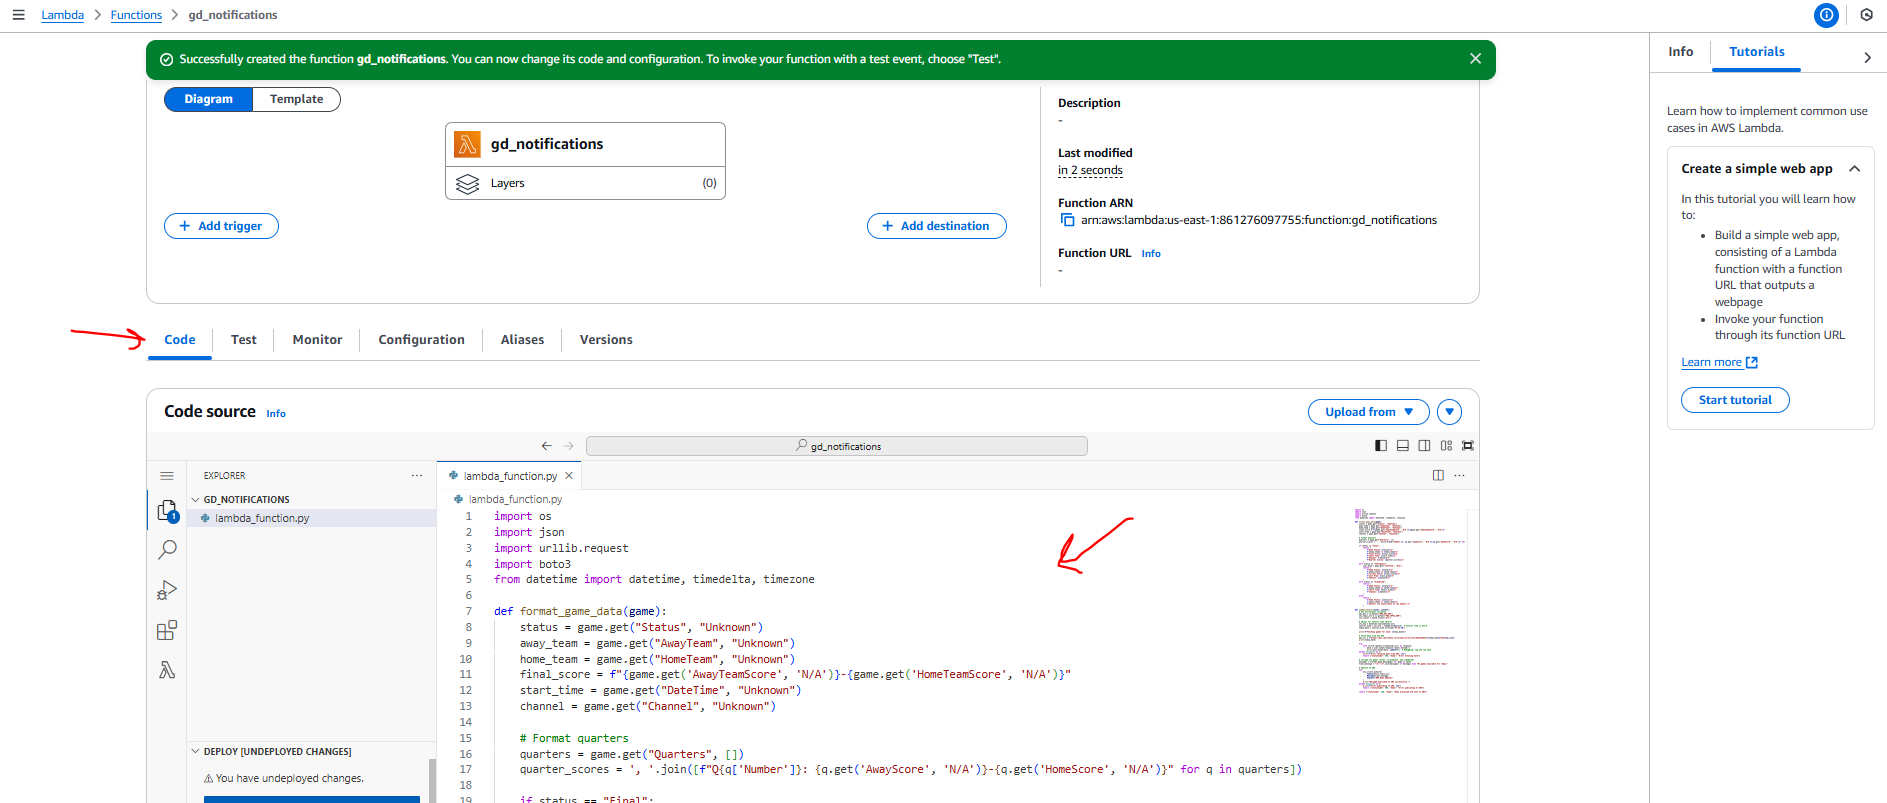 Lambda > Functions > gd_notifications
Successfully created the function gd_notifications. You can now change its code and configuration. To invoke your function with a test event, choose "Test".
Diagram
Template
gd_notifications
Layers
(0)
+ Add trigger
+ Add destination
Description
-
Last modified
in 2 seconds
Function ARN
arn:aws:lambda:us-east-1:861276097755:function:gd_notifications
Function URL Info
-
Info
Tutorials
Learn how to implement common use
cases in AWS Lambda.
Create a simple web app
In this tutorial you will learn how
to:
• Build a simple web app,
consisting of a Lambda
function with a function
URL that outputs a
webpage
• Invoke your function
through its function URL
Learn more
Start tutorial
Code
Test
Monitor
Configuration
Aliases
Versions
Code source Info
Upload from
gd_notifications
EXPLORER
GD_NOTIFICATIONS
lambda_function.py
1
DEPLOY [UNDEPLOYED CHANGES]
You have undeployed changes.
lambda_function.py
lambda_function.py
1 import os
2 import json
3 import urllib.request
4 import boto3
5 from datetime import datetime, timedelta, timezone
6
7 def format_game_data(game):
8 status = game.get("Status", "Unknown")
9 away_team = game.get("AwayTeam", "Unknown")
10 home_team = game.get("HomeTeam", "Unknown")
11 final_score = f"{game.get('AwayTeamScore', 'N/A')}-{game.get('HomeTeamScore', 'N/A')}"
12 start_time = game.get("DateTime", "Unknown")
13 channel = game.get("Channel", "Unknown")
14
15 # Format quarters
16 quarters = game.get("Quarters", [])
17 quarter_scores = ', '.join([f"Q{q['Number']}: {q.get('AwayScore', 'N/A')}-{q.get('HomeScore', 'N/A')}" for q in quarters])
18
19 if status == "Final":